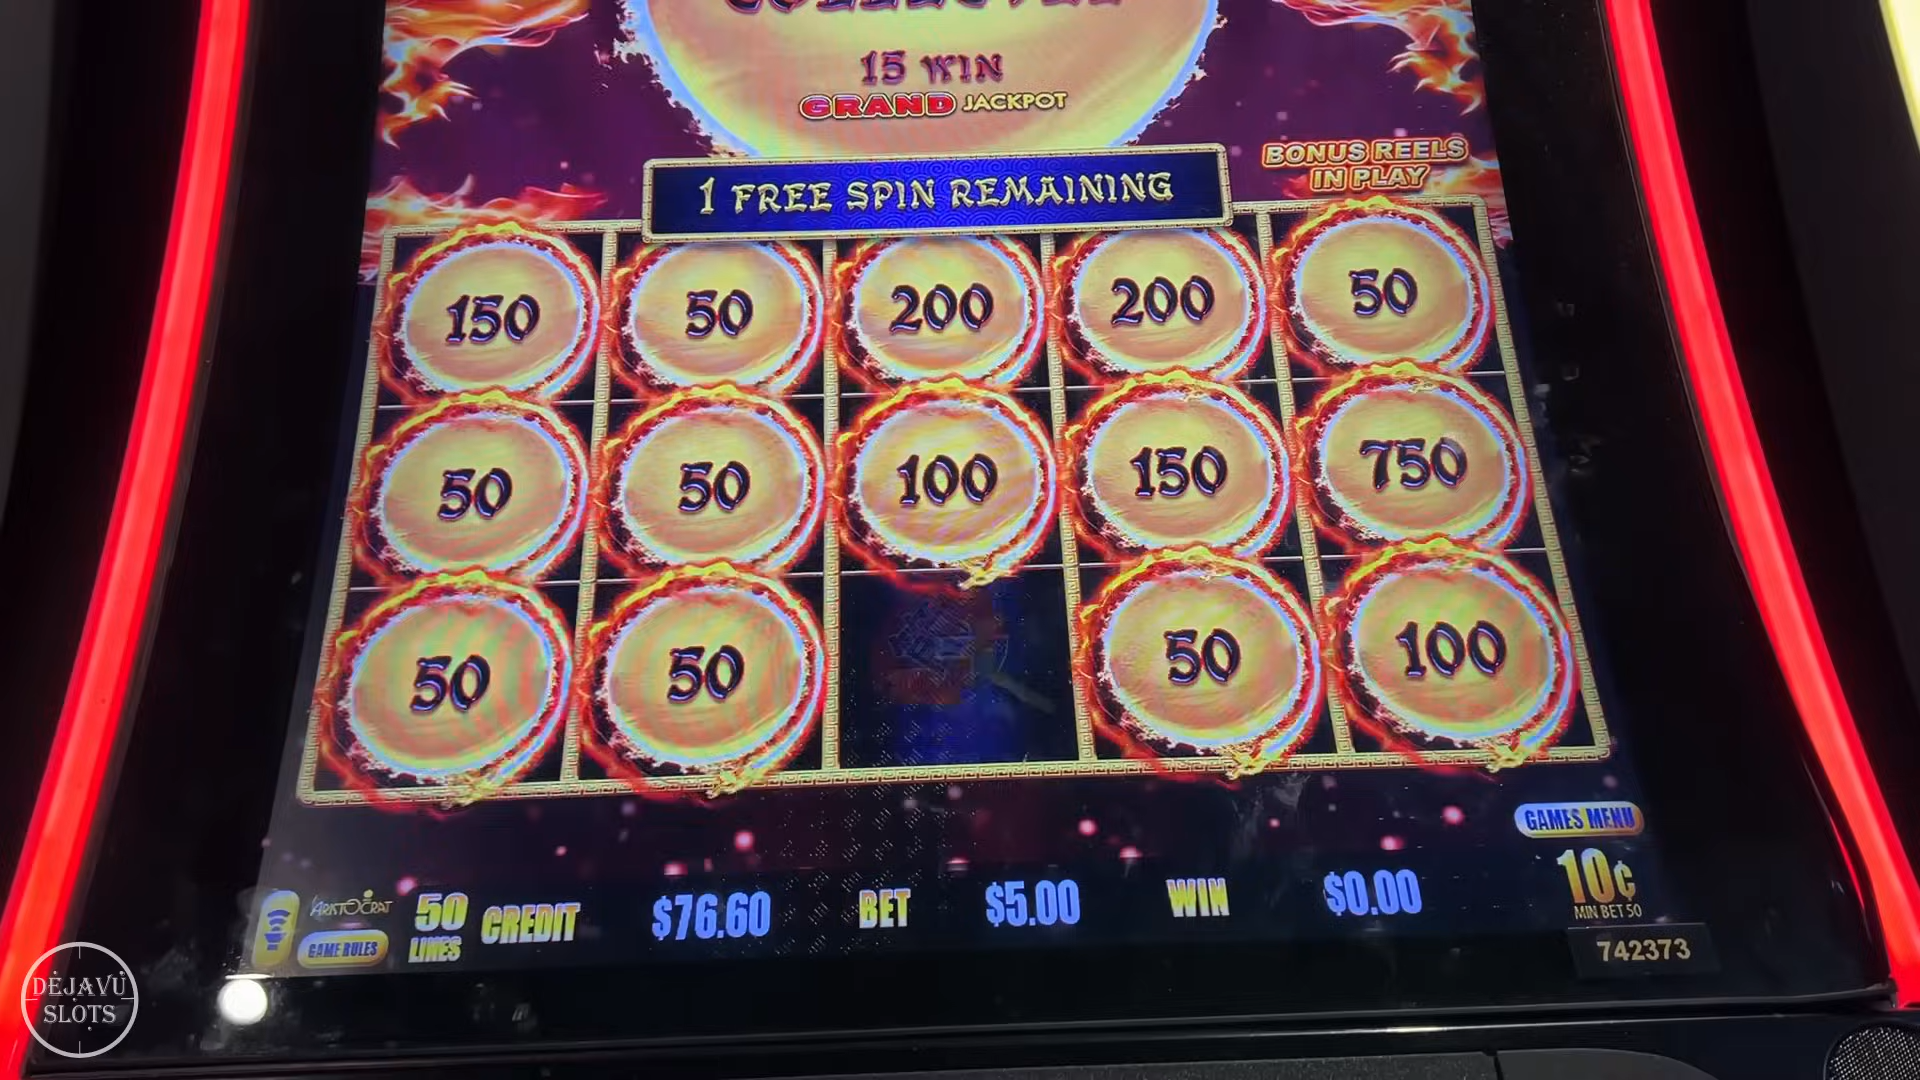 15 WIN
GRAND JACKPOT
BONUS REELS
IN PLAY
1 FREE SPIN REMAINING
150 50 200 200 50
50 50 100 150 750
50 50 50 100
GAMES MENU
ARISTOCRAT
GAME RULES
50
LINES
CREDIT $76.60 BET $5.00 WIN $0.00
10¢
MIN BET 50
742373
DEJAVU
SLOTS